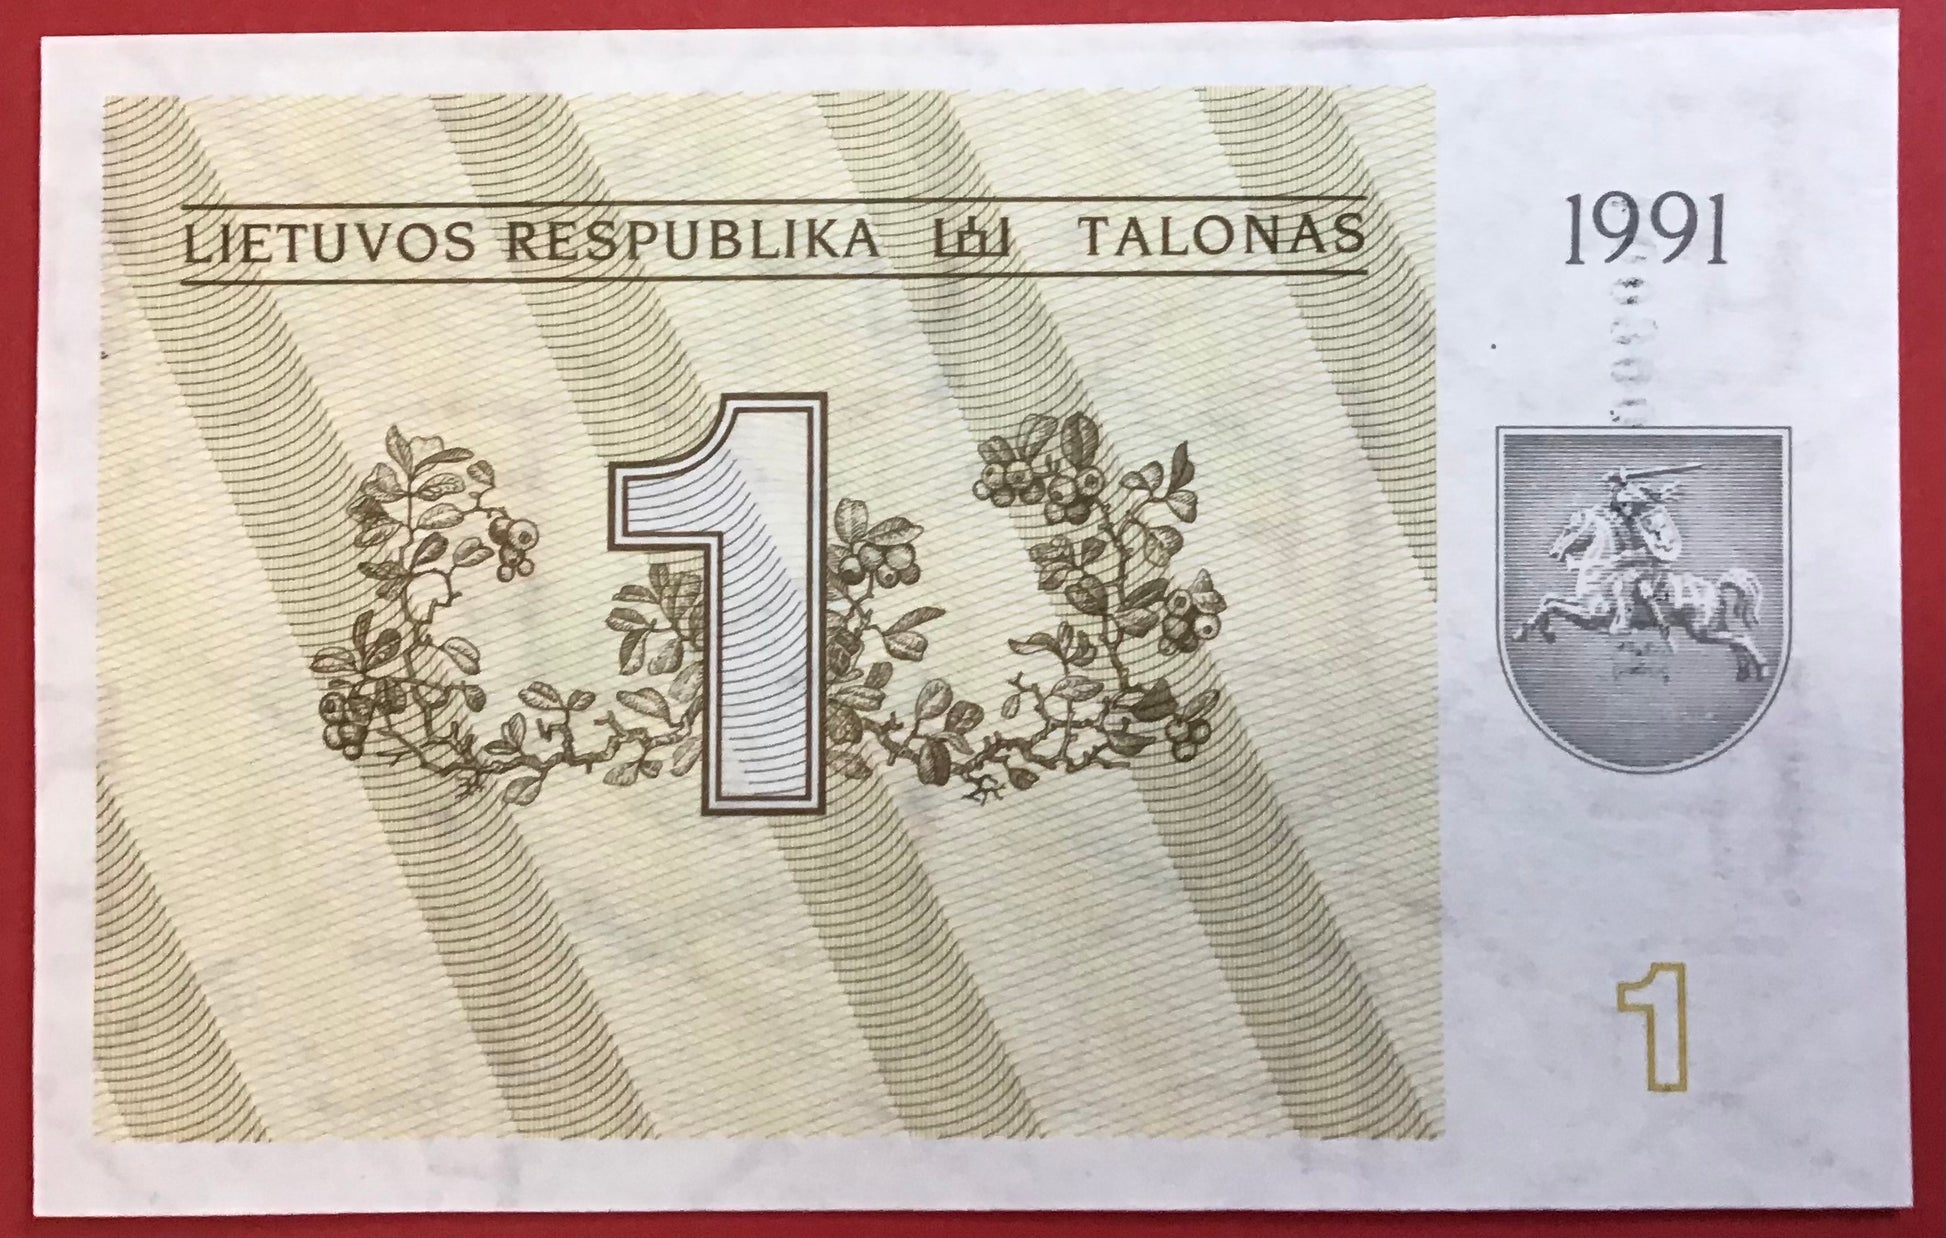 LIETUVOS RESPUBLIKA TALONAS
1991
1
1